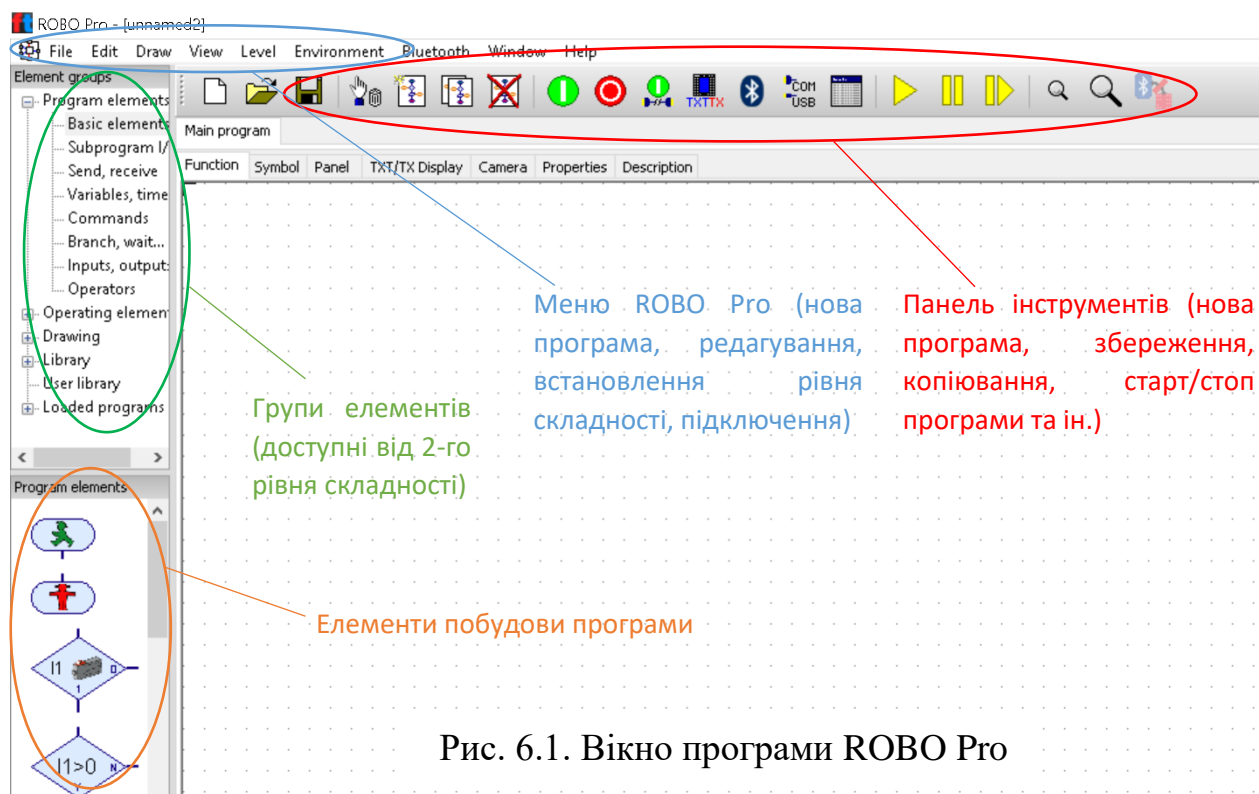 ROBO Pro - [unnamed2]
File Edit Draw View Level Environment Bluetooth Window Help
Element groups
Program elements
Basic elements
Subprogram I/
Send, receive
Variables, time
Commands
Branch, wait...
Inputs, output:
Operators
Operating elemen
Drawing
Library
User library
Loaded programs
TXT TX
COM
USB
Main program
Function Symbol Panel TXT/TX Display Camera Properties Description
Меню ROBO Pro (нова
програма, редагування,
встановлення рівня
складності, підключення)
Панель інструментів (нова
програма, збереження,
копіювання, старт/стоп
програми та ін.)
Групи елементів
(доступні від 2-го
рівня складності)
Program elements
I1 0
1
I1>0 N
Y
Елементи побудови програми
Рис. 6.1. Вікно програми ROBO Pro